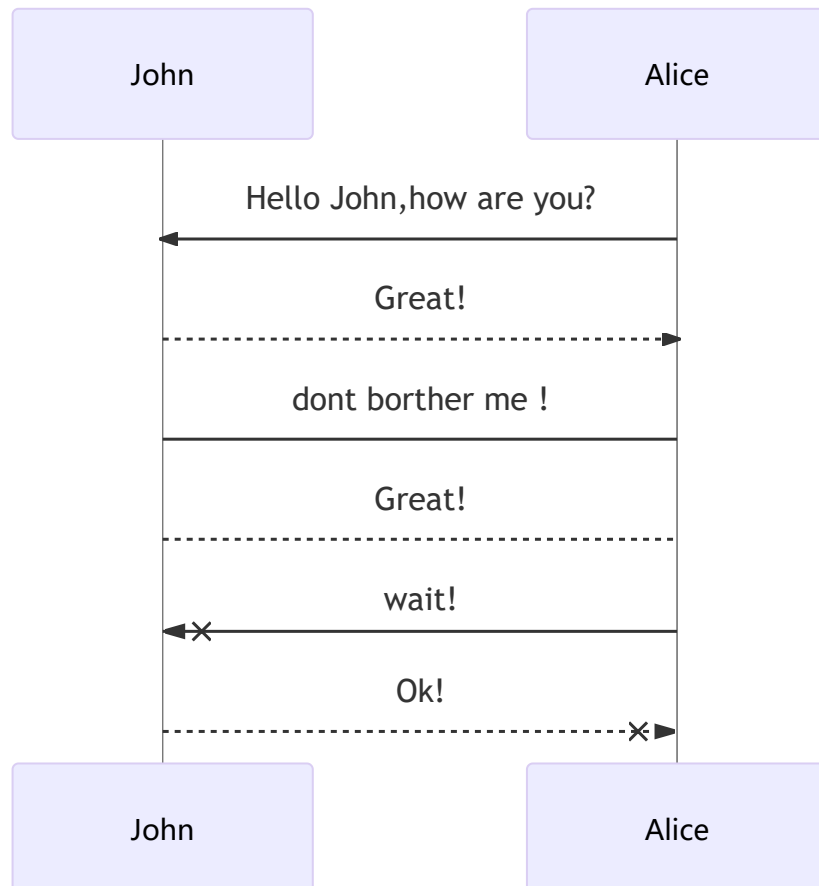 John
Alice
Hello John,how are you?
Great!
dont borther me !
Great!
wait!
Ok!
John
Alice